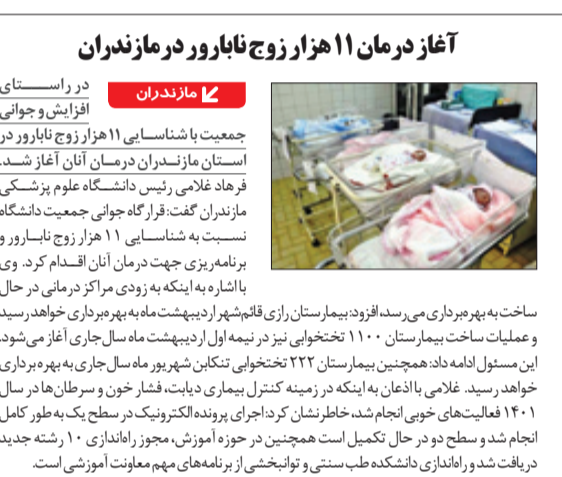 آغاز درمان ۱۱ هزار زوج نابارور در مازندران
مازندران
در راستای
افزایش و جوانی
جمعیت با شناسایی ۱۱ هزار زوج نابارور در
استان مازندران درمان آنان آغاز شد.
فرهاد غلامی رئیس دانشگاه علوم پزشکی
مازندران گفت: قرارگاه جوانی جمعیت دانشگاه
نسبت به شناسایی ۱۱ هزار زوج نابارور و
برنامه‌ریزی جهت درمان آنان اقدام کرد. وی
با اشاره به اینکه به زودی مراکز درمانی در حال
ساخت به بهره‌برداری می‌رسد، افزود: بیمارستان رازی قائم‌شهر اردیبهشت ماه به بهره‌برداری خواهد رسید
و عملیات ساخت بیمارستان ۱۱۰۰ تختخوابی نیز در نیمه اول اردیبهشت ماه سال جاری آغاز می‌شود.
این مسئول ادامه داد: همچنین بیمارستان ۲۲۲ تختخوابی تنکابن شهریور ماه سال جاری به بهره برداری
خواهد رسید. غلامی با اذعان به اینکه در زمینه کنترل بیماری دیابت، فشار خون و سرطان‌ها در سال
۱۴۰۱ فعالیت‌های خوبی انجام شد، خاطرنشان کرد: اجرای پرونده الکترونیک در سطح یک به طور کامل
انجام شد و سطح دو در حال تکمیل است همچنین در حوزه آموزش، مجوز راه‌اندازی ۱۰ رشته جدید
دریافت شد و راه‌اندازی دانشکده طب سنتی و توانبخشی از برنامه‌های مهم معاونت آموزشی است.